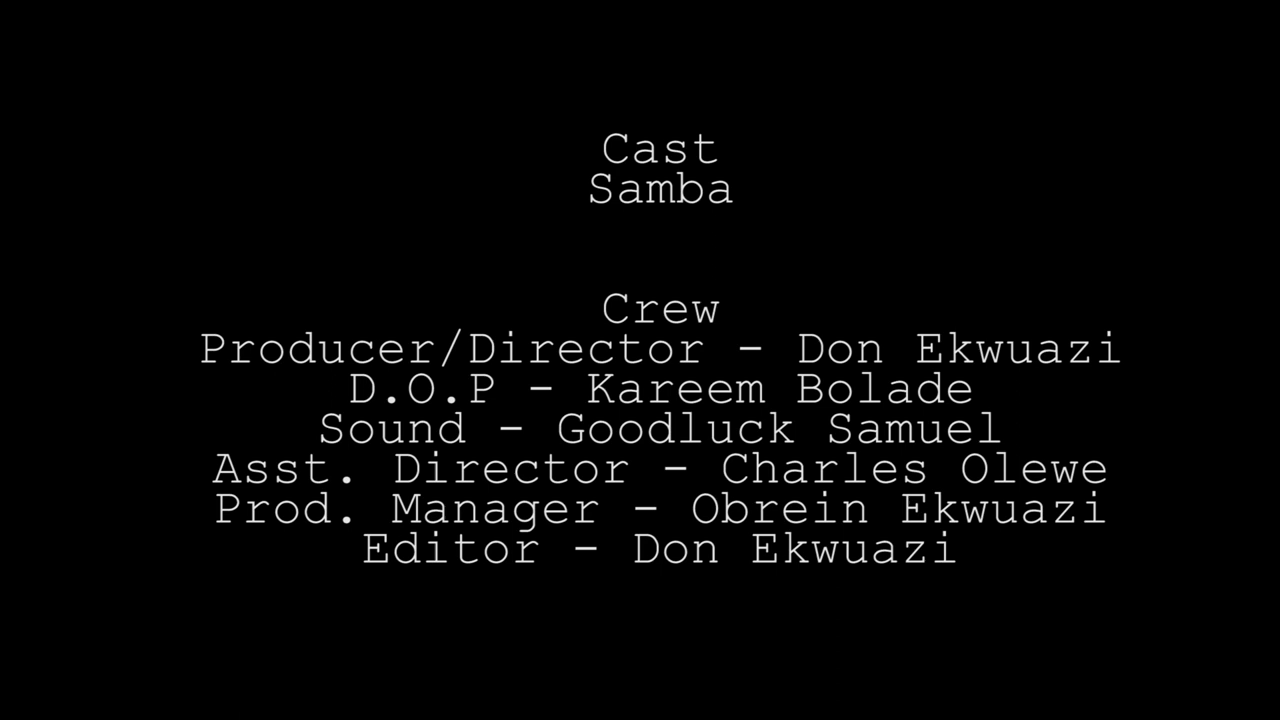 Cast
Samba
Crew
Producer/Director - Don Ekwuazi
D.O.P - Kareem Bolade
Sound - Goodluck Samuel
Asst. Director - Charles Olewe
Prod. Manager - Obrein Ekwuazi
Editor - Don Ekwuazi